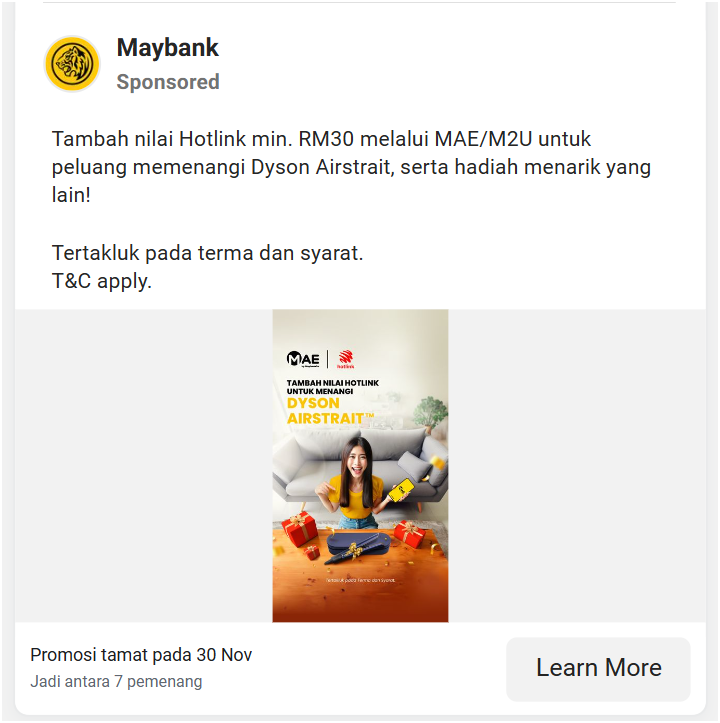 Maybank
Sponsored
Tambah nilai Hotlink min. RM30 melalui MAE/M2U untuk
peluang memenangi Dyson Airstrait, serta hadiah menarik yang
lain!
Tertakluk pada terma dan syarat.
T&C apply.
MAE
hotlink
TAMBAH NILAI HOTLINK
UNTUK MENANGI
DYSON
AIRSTRAIT™
Tertakluk pada Terma dan syarat.
Promosi tamat pada 30 Nov
Jadi antara 7 pemenang
Learn More